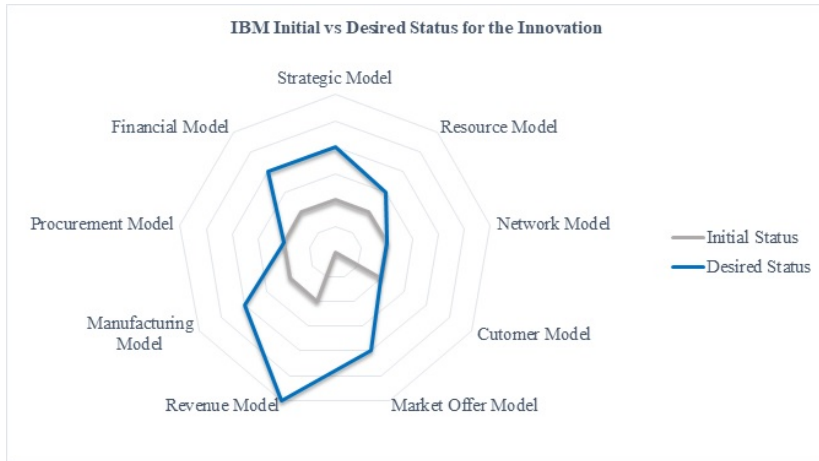 IBM Initial vs Desired Status for the Innovation
Strategic Model
Financial Model
Resource Model
Procurement Model
Network Model
Initial Status
Desired Status
Manufacturing
Model
Cutomer Model
Revenue Model
Market Offer Model